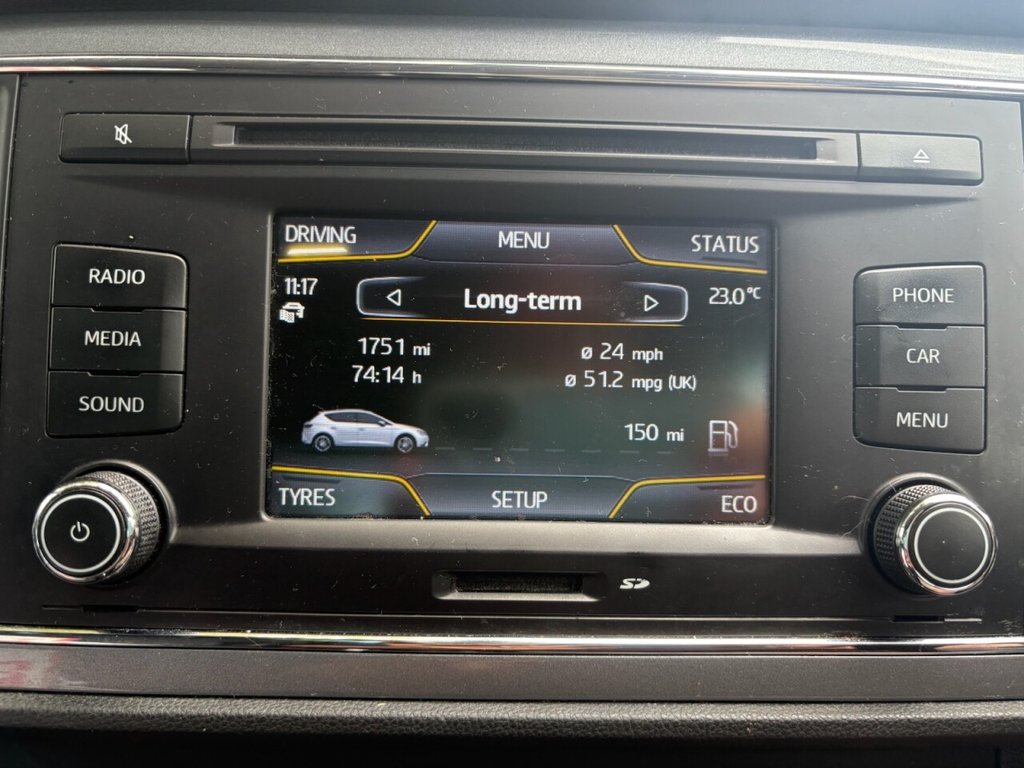 DRIVING MENU STATUS
11:17 Long-term 23.0°C
1751 mi ø 24 mph
74:14 h ø 51.2 mpg (UK)
150 mi
TYRES SETUP ECO
RADIO
MEDIA
SOUND
PHONE
CAR
MENU
SD